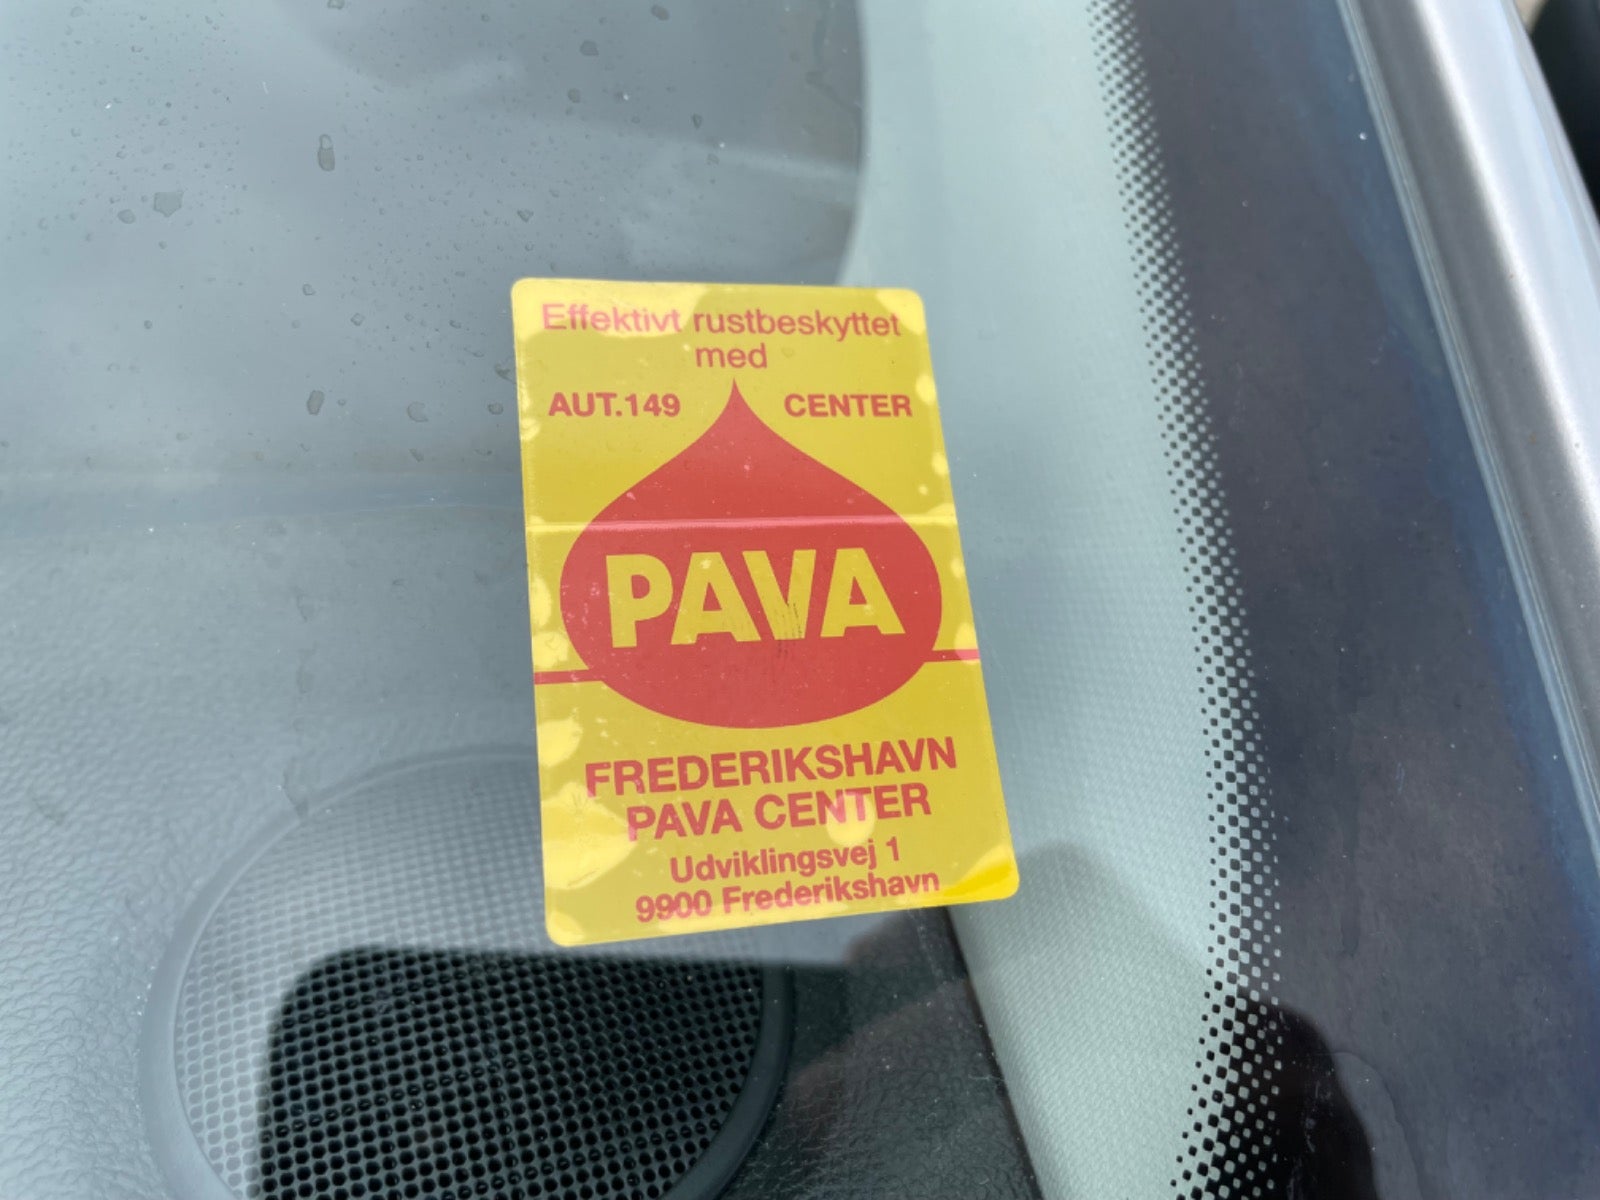 Effektivt rustbeskyttet
med
AUT.149 CENTER
PAVA
FREDERIKSHAVN
PAVA CENTER
Udviklingsvej 1
9900 Frederikshavn